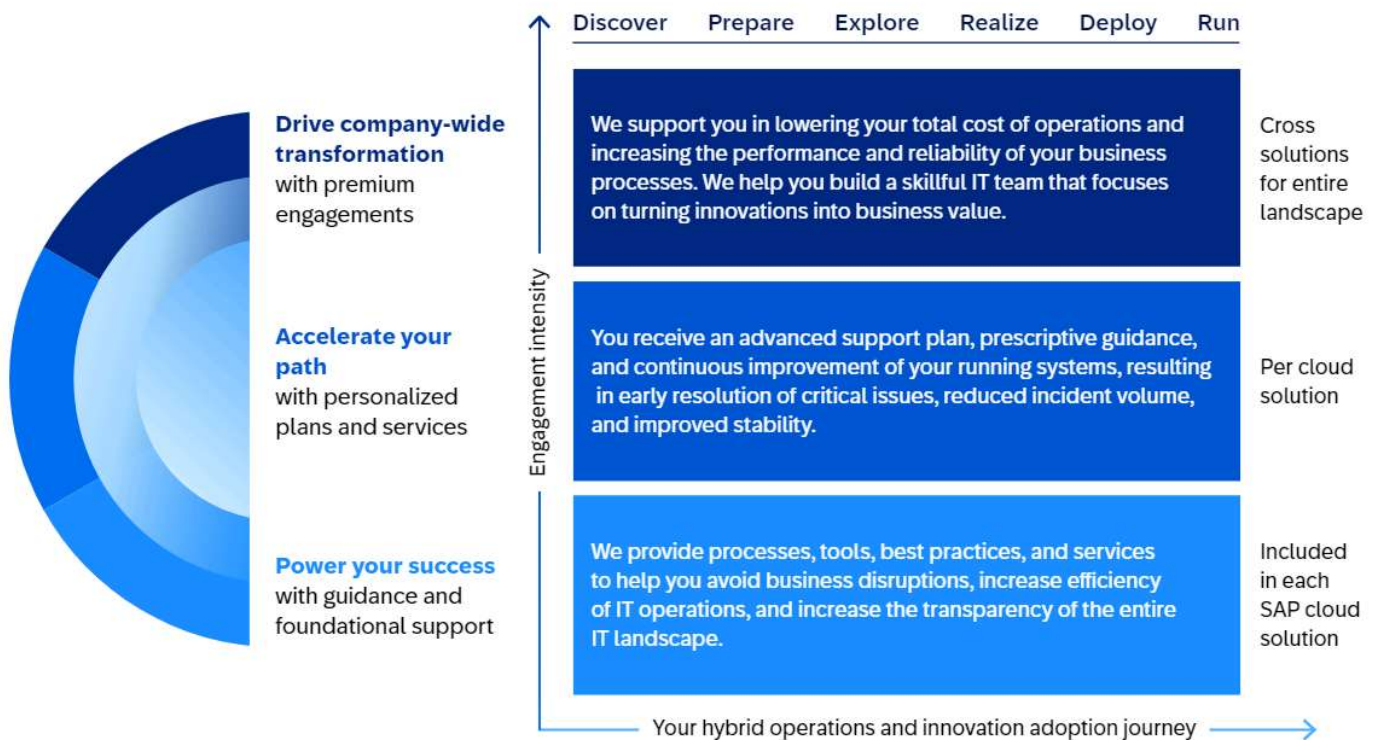 Discover Prepare Explore Realize Deploy Run
Drive company-wide
transformation
with premium
engagements
We support you in lowering your total cost of operations and
increasing the performance and reliability of your business
processes. We help you build a skillful IT team that focuses
on turning innovations into business value.
Cross
solutions
for entire
landscape
Engagement intensity
Accelerate your
path
with personalized
plans and services
You receive an advanced support plan, prescriptive guidance,
and continuous improvement of your running systems, resulting
in early resolution of critical issues, reduced incident volume,
and improved stability.
Per cloud
solution
Power your success
with guidance and
foundational support
We provide processes, tools, best practices, and services
to help you avoid business disruptions, increase efficiency
of IT operations, and increase the transparency of the entire
IT landscape.
Included
in each
SAP cloud
solution
Your hybrid operations and innovation adoption journey